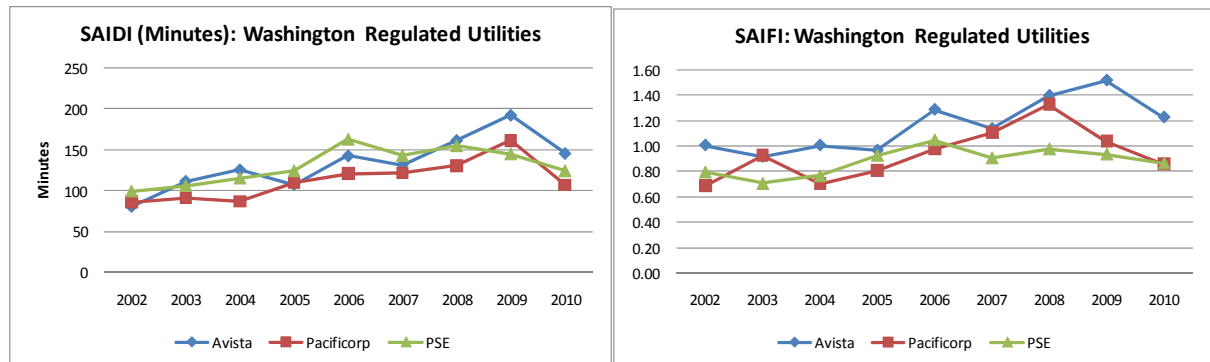 SAIDI (Minutes): Washington Regulated Utilities
250
200
150
100
50
0
Minutes
2002 2003 2004 2005 2006 2007 2008 2009 2010
Avista Pacificorp PSE
SAIFI: Washington Regulated Utilities
1.60
1.40
1.20
1.00
0.80
0.60
0.40
0.20
0.00
2002 2003 2004 2005 2006 2007 2008 2009 2010
Avista Pacificorp PSE